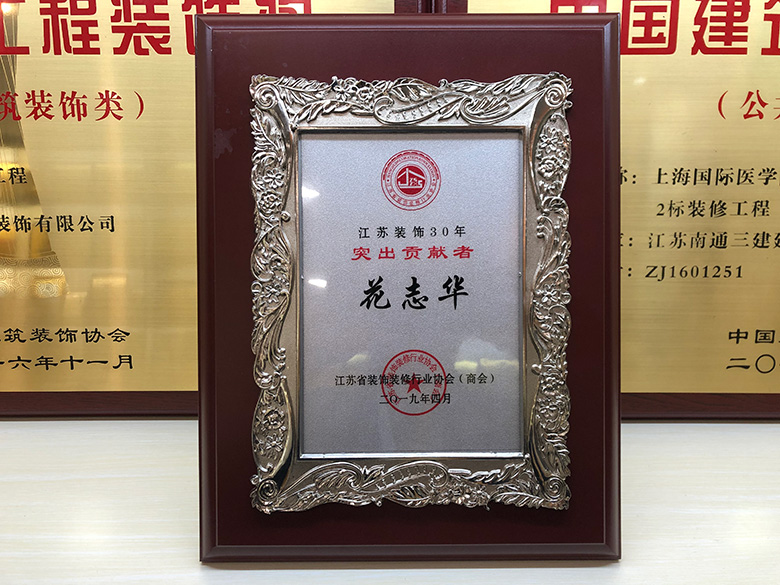 工程装饰
筑装饰类）
工程
装饰有限公司
筑装饰协会
六年十一月
江苏装饰30年
突出贡献者
花志华
江苏省装饰装修行业协会（商会）
二〇一九年四月
中国建筑
（公共
称：上海国际医学
2标装修工程
江苏南通三建建
ZJ1601251
中国
二〇